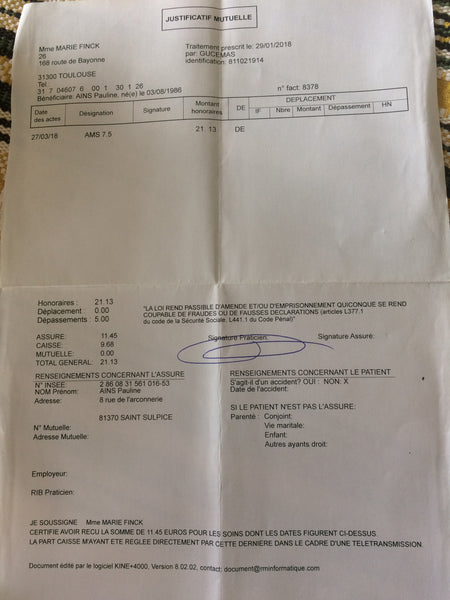 JUSTIFICATIF MUTUELLE
Mme MARIE FINCK
26
168 route de Bayonne
31300 TOULOUSE
Tel
31 7 04607 6 00 1 30 1 26
Bénéficiaire: AINS Pauline, né(e) le 03/08/1986
Traitement prescrit le: 29/01/2018
par: GUCEMAS
identification: 811021914
n° fact: 8378
Date des actes Désignation Signature Montant honoraires DE DEPLACEMENT IF Nbre Montant Dépassement HN
27/03/18 AMS 7.5 21 13 DE
Honoraires : 21.13
Déplacement 0.00
Dépassements : 5.00
"LA LOI REND PASSIBLE D'AMENDE ET/OU D'EMPRISONNEMENT QUICONQUE SE REND
COUPABLE DE FRAUDES OU DE FAUSSES DECLARATIONS (articles L377.1
du code de la Sécurité Sociale, L441.1 du Code Pénal)"
ASSURE: 11.45
CAISSE: 9.68
MUTUELLE: 0.00
TOTAL GENERAL: 21.13
Signature Praticien: Signature Assuré:
RENSEIGNEMENTS CONCERNANT L'ASSURE
N° INSEE: 2 86 08 31 561 016-53
NOM Prénom: AINS Pauline
Adresse: 8 rue de l'arconnerie
81370 SAINT SULPICE
N° Mutuelle:
Adresse Mutuelle:
Employeur:
RIB Praticien:
RENSEIGNEMENTS CONCERNANT LE PATIENT
S'agit-il d'un accident? OUI : NON: X
Date de l'accident:
SI LE PATIENT N'EST PAS L'ASSURE:
Parenté : Conjoint:
Vie maritale:
Enfant:
Autres ayants droit:
JE SOUSSIGNE Mme MARIE FINCK
CERTIFIE AVOIR RECU LA SOMME DE 11.45 EUROS POUR LES SOINS DONT LES DATES FIGURENT CI-DESSUS.
LA PART CAISSE M'AYANT ETE REGLEE DIRECTEMENT PAR CETTE DERNIERE DANS LE CADRE D'UNE TELETRANSMISSION.
Document édité par le logiciel KINE+4000, Version 8.02.02, contact: document@rminformatique.com